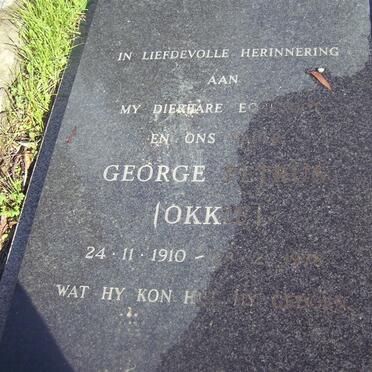 IN LIEFDEVOLLE HERINNERING
AAN
MY DIERBARE
EN ONS
GEORGE PETRUS
(OKKIE)
24 · 11 · 1910 –
WAT HY KON HET HY GEDOEN